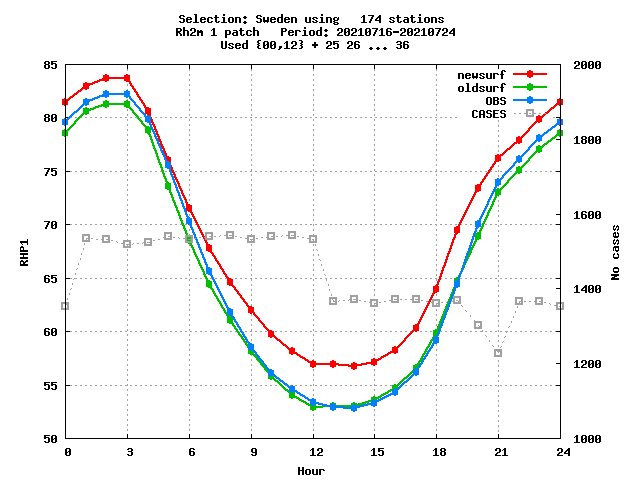 Selection: Sweden using   174 stations
Rh2m 1 patch   Period: 20210716-20210724
Used {00,12} + 25 26 ... 36
newsurf
oldsurf
OBS
CASES
85
80
75
70
65
60
55
50
RHP1
2000
1800
1600
1400
1200
1000
No cases
0 3 6 9 12 15 18 21 24
Hour